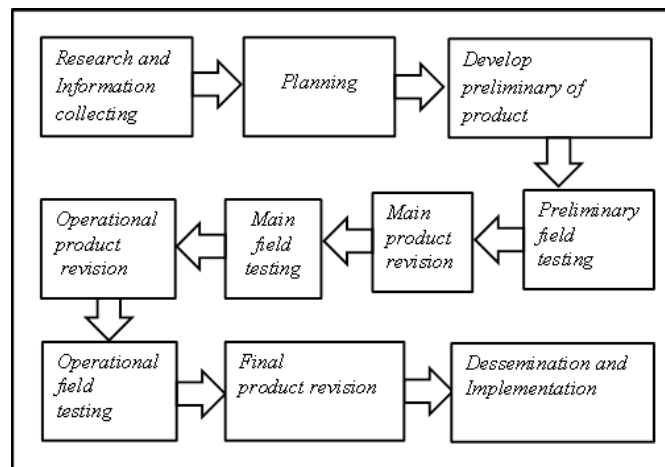 Research and
Information
collecting
Planning
Develop
preliminary of
product
Preliminary
field
testing
Main
product
revision
Main
field
testing
Operational
product
revision
Operational
field
testing
Final
product revision
Dessemination and
Implementation